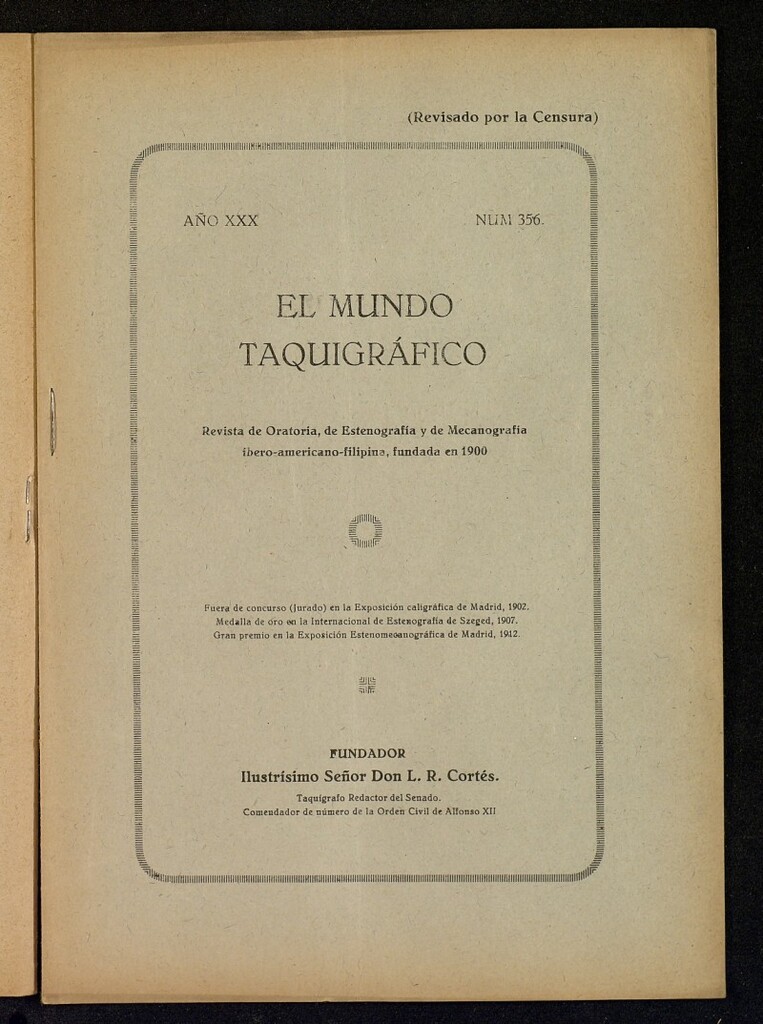 (Revisado por la Censura)
AÑO XXX
NUM 356.
EL MUNDO
TAQUIGRÁFICO
Revista de Oratoria, de Estenografía y de Mecanografía
ibero-americano-filipina, fundada en 1900
Fuera de concurso (Jurado) en la Exposición caligráfica de Madrid, 1902.
Medalla de oro en la Internacional de Estenografía de Szeged, 1907.
Gran premio en la Exposición Estenomecanográfica de Madrid, 1912.
FUNDADOR
Ilustrísimo Señor Don L. R. Cortés.
Taquígrafo Redactor del Senado.
Comendador de número de la Orden Civil de Alfonso XII